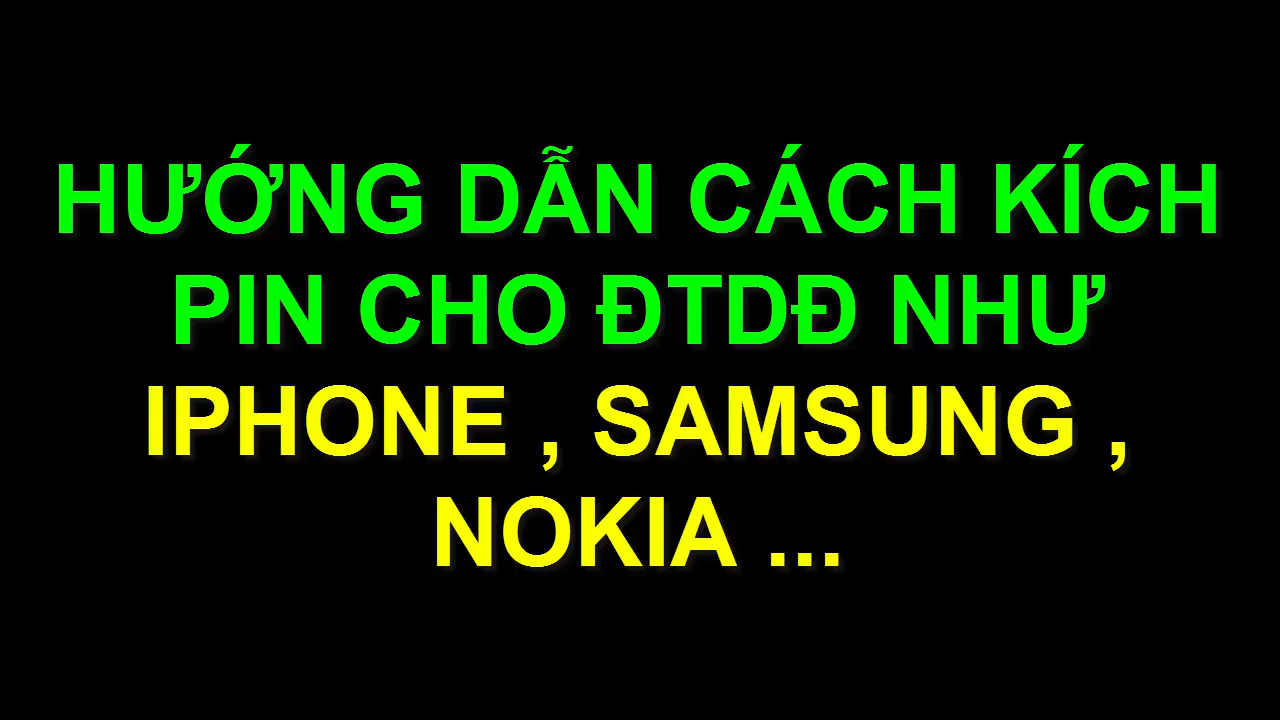 HƯỚNG DẪN CÁCH KÍCH
PIN CHO ĐTDĐ NHƯ
IPHONE , SAMSUNG ,
NOKIA ...